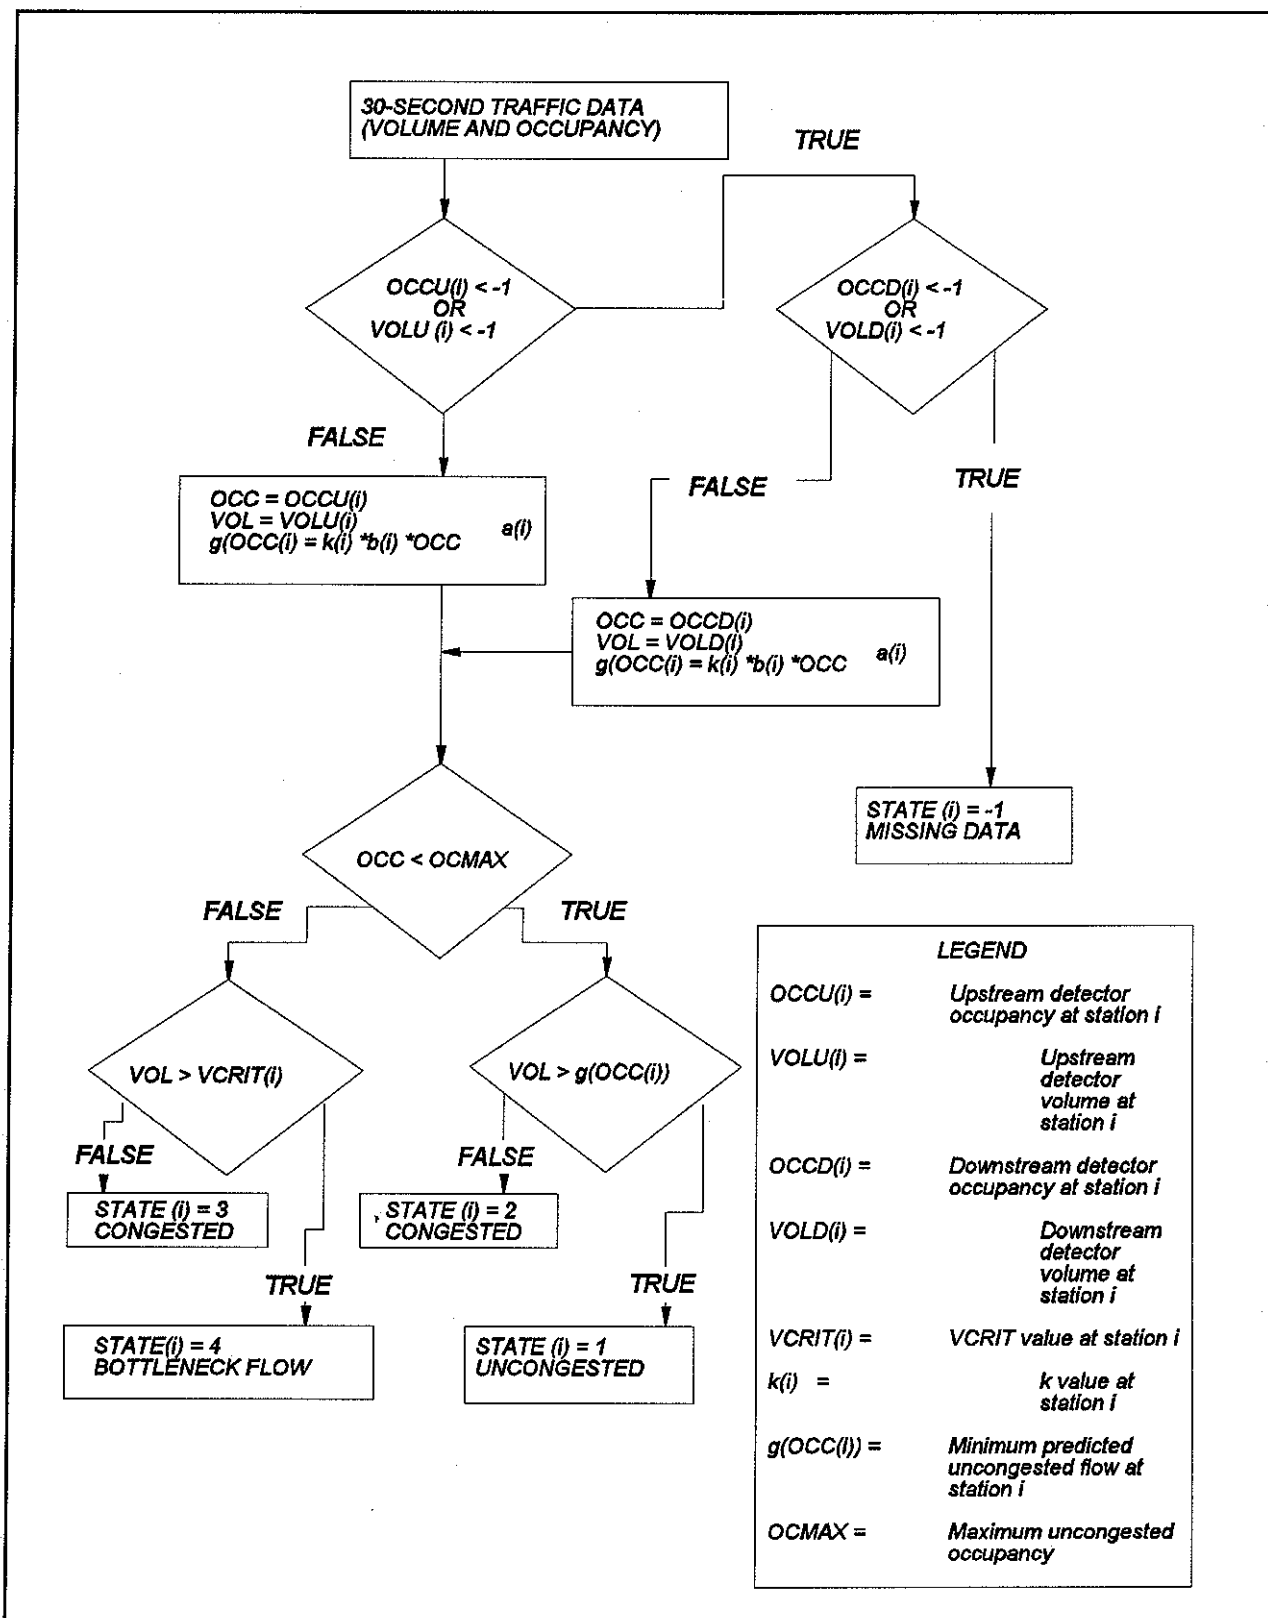 30-SECOND TRAFFIC DATA
(VOLUME AND OCCUPANCY)
TRUE
OCCU(i) < -1
OR
VOLU (i) < -1
OCCD(i) < -1
OR
VOLD(i) < -1
FALSE
FALSE
TRUE
OCC = OCCU(i)
VOL = VOLU(i)
g(OCC(i) = k(i) *b(i) *OCC a(i)
OCC = OCCD(i)
VOL = VOLD(i)
g(OCC(i) = k(i) *b(i) *OCC a(i)
STATE (i) = -1
MISSING DATA
OCC < OCMAX
FALSE
TRUE
VOL > VCRIT(i)
VOL > g(OCC(i))
FALSE
FALSE
STATE (i) = 3
CONGESTED
STATE (i) = 2
CONGESTED
TRUE
TRUE
STATE(i) = 4
BOTTLENECK FLOW
STATE (i) = 1
UNCONGESTED
LEGEND
OCCU(i) = Upstream detector
occupancy at station i
VOLU(i) = Upstream
detector
volume at
station i
OCCD(i) = Downstream detector
occupancy at station i
VOLD(i) = Downstream
detector
volume at
station i
VCRIT(i) = VCRIT value at station i
k(i) = k value at
station i
g(OCC(i)) = Minimum predicted
uncongested flow at
station i
OCMAX = Maximum uncongested
occupancy